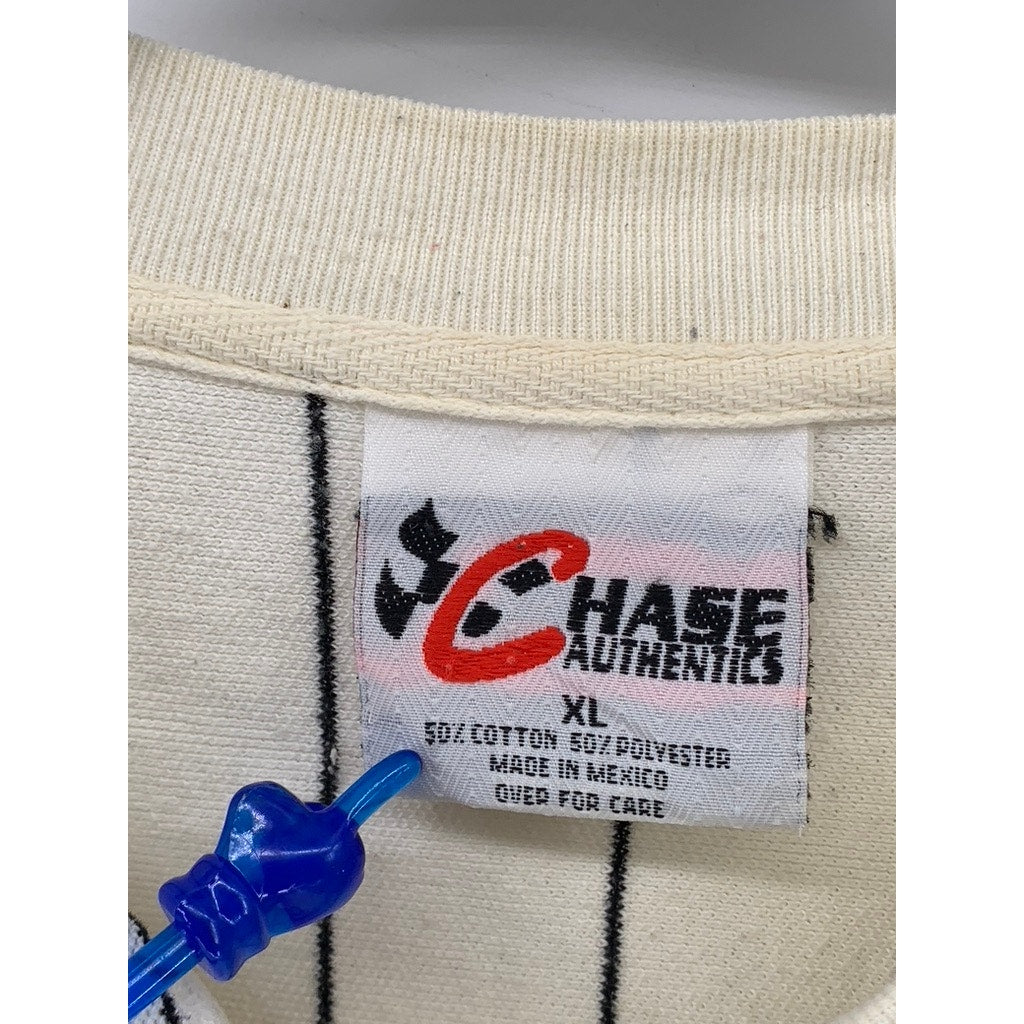 CHASE
AUTHENTICS
XL
50% COTTON 50% POLYESTER
MADE IN MEXICO
OVER FOR CARE